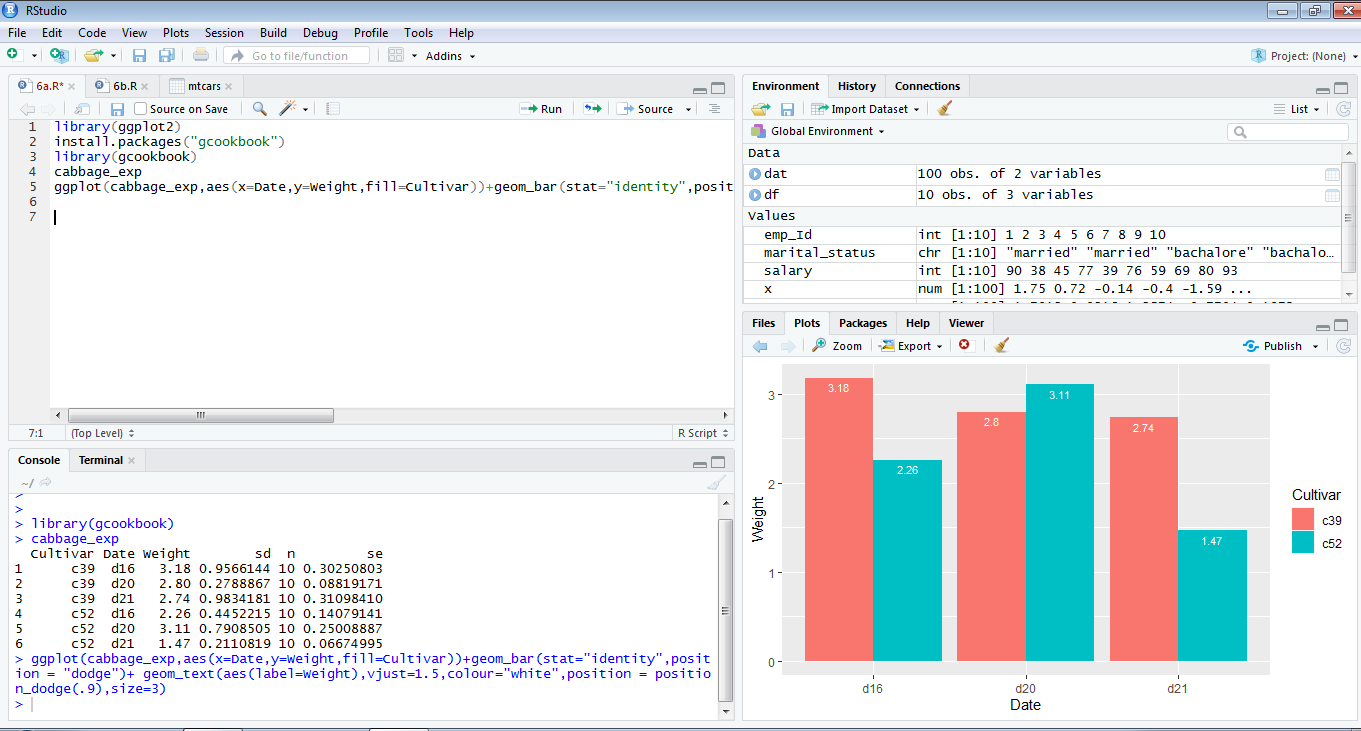 RStudio
File Edit Code View Plots Session Build Debug Profile Tools Help
Go to file/function Addins Project: (None)
6a.R* 6b.R mtcars
Source on Save Run Source
1 library(ggplot2)
2 install.packages("gcookbook")
3 library(gcookbook)
4 cabbage_exp
5 ggplot(cabbage_exp,aes(x=Date,y=Weight,fill=Cultivar))+geom_bar(stat="identity",posit
6
7
7:1 (Top Level) R Script
Console Terminal
~/
>
>
> library(gcookbook)
> cabbage_exp
Cultivar Date Weight sd n se
1 c39 d16 3.18 0.9566144 10 0.30250803
2 c39 d20 2.80 0.2788867 10 0.08819171
3 c39 d21 2.74 0.9834181 10 0.31098410
4 c52 d16 2.26 0.4452215 10 0.14079141
5 c52 d20 3.11 0.7908505 10 0.25008887
6 c52 d21 1.47 0.2110819 10 0.06674995
> ggplot(cabbage_exp,aes(x=Date,y=Weight,fill=Cultivar))+geom_bar(stat="identity",posit
ion = "dodge")+ geom_text(aes(label=Weight),vjust=1.5,colour="white",position = positio
n_dodge(.9),size=3)
>
Environment History Connections
Import Dataset List
Global Environment
Data
dat 100 obs. of 2 variables
df 10 obs. of 3 variables
Values
emp_Id int [1:10] 1 2 3 4 5 6 7 8 9 10
marital_status chr [1:10] "married" "married" "bachalore" "bachalo…
salary int [1:10] 90 38 45 77 39 76 59 69 80 93
x num [1:100] 1.75 0.72 -0.14 -0.4 -1.59 ...
Files Plots Packages Help Viewer
Zoom Export Publish
3.18
2.26
2.8
3.11
2.74
1.47
3
2
1
0
Weight
d16 d20 d21
Date
Cultivar
c39
c52